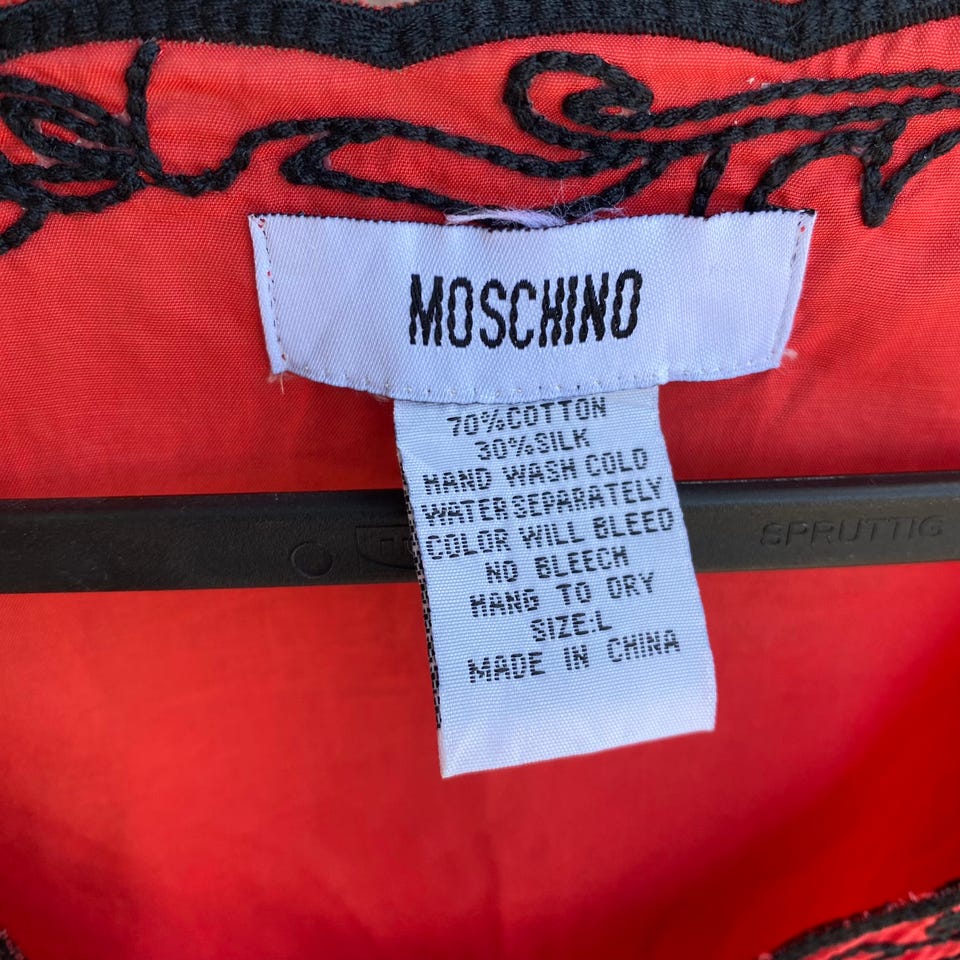 MOSCHINO
70%COTTON
30%SILK
HAND WASH COLD
WATER SEPARATELY
COLOR WILL BLEED
NO BLEECH
HANG TO DRY
SIZE:L
MADE IN CHINA
SPRUTTIG